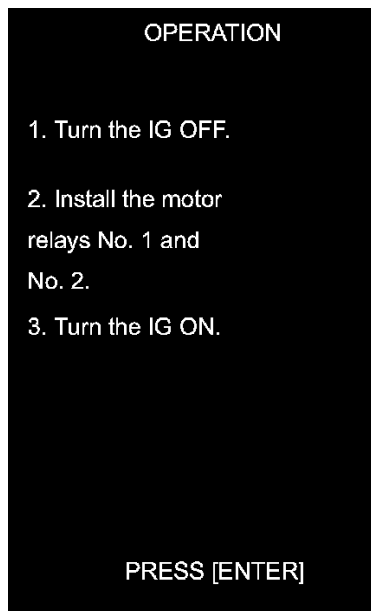 OPERATION
1. Turn the IG OFF.
2. Install the motor
relays No. 1 and
No. 2.
3. Turn the IG ON.
PRESS [ENTER]